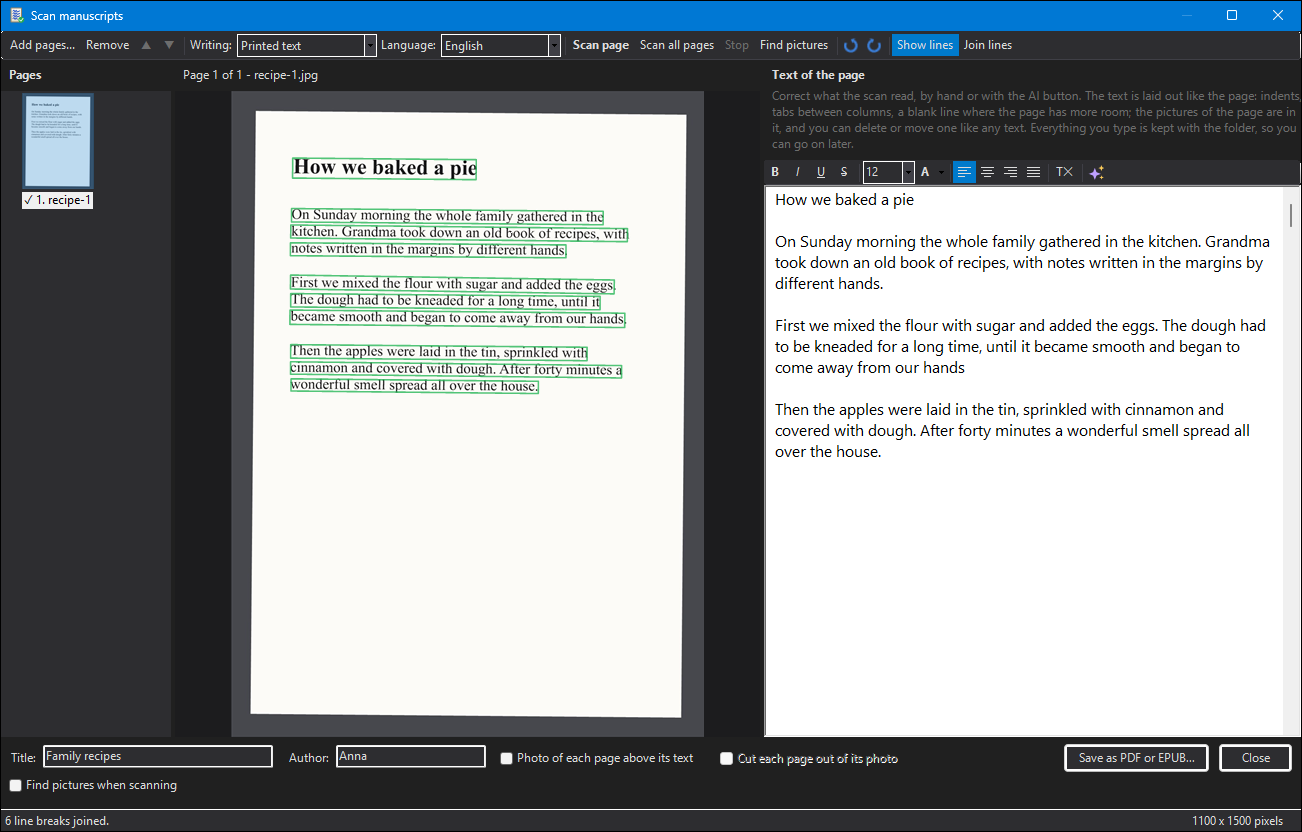 Scan manuscripts
Add pages... Remove Writing: Printed text Language: English Scan page Scan all pages Stop Find pictures Show lines Join lines
Pages
Page 1 of 1 - recipe-1.jpg
✓ 1. recipe-1
How we baked a pie
On Sunday morning the whole family gathered in the
kitchen. Grandma took down an old book of recipes, with
notes written in the margins by different hands.
First we mixed the flour with sugar and added the eggs.
The dough had to be kneaded for a long time, until it
became smooth and began to come away from our hands.
Then the apples were laid in the tin, sprinkled with
cinnamon and covered with dough. After forty minutes a
wonderful smell spread all over the house.
Text of the page
Correct what the scan read, by hand or with the AI button. The text is laid out like the page: indents,
tabs between columns, a blank line where the page has more room; the pictures of the page are in
it, and you can delete or move one like any text. Everything you type is kept with the folder, so you
can go on later.
B I U S 12 A TX
How we baked a pie
On Sunday morning the whole family gathered in the kitchen. Grandma
took down an old book of recipes, with notes written in the margins by
different hands.
First we mixed the flour with sugar and added the eggs. The dough had
to be kneaded for a long time, until it became smooth and began to
come away from our hands
Then the apples were laid in the tin, sprinkled with cinnamon and
covered with dough. After forty minutes a wonderful smell spread all
over the house.
Title: Family recipes Author: Anna Photo of each page above its text Cut each page out of its photo Save as PDF or EPUB... Close
Find pictures when scanning
6 line breaks joined.
1100 x 1500 pixels